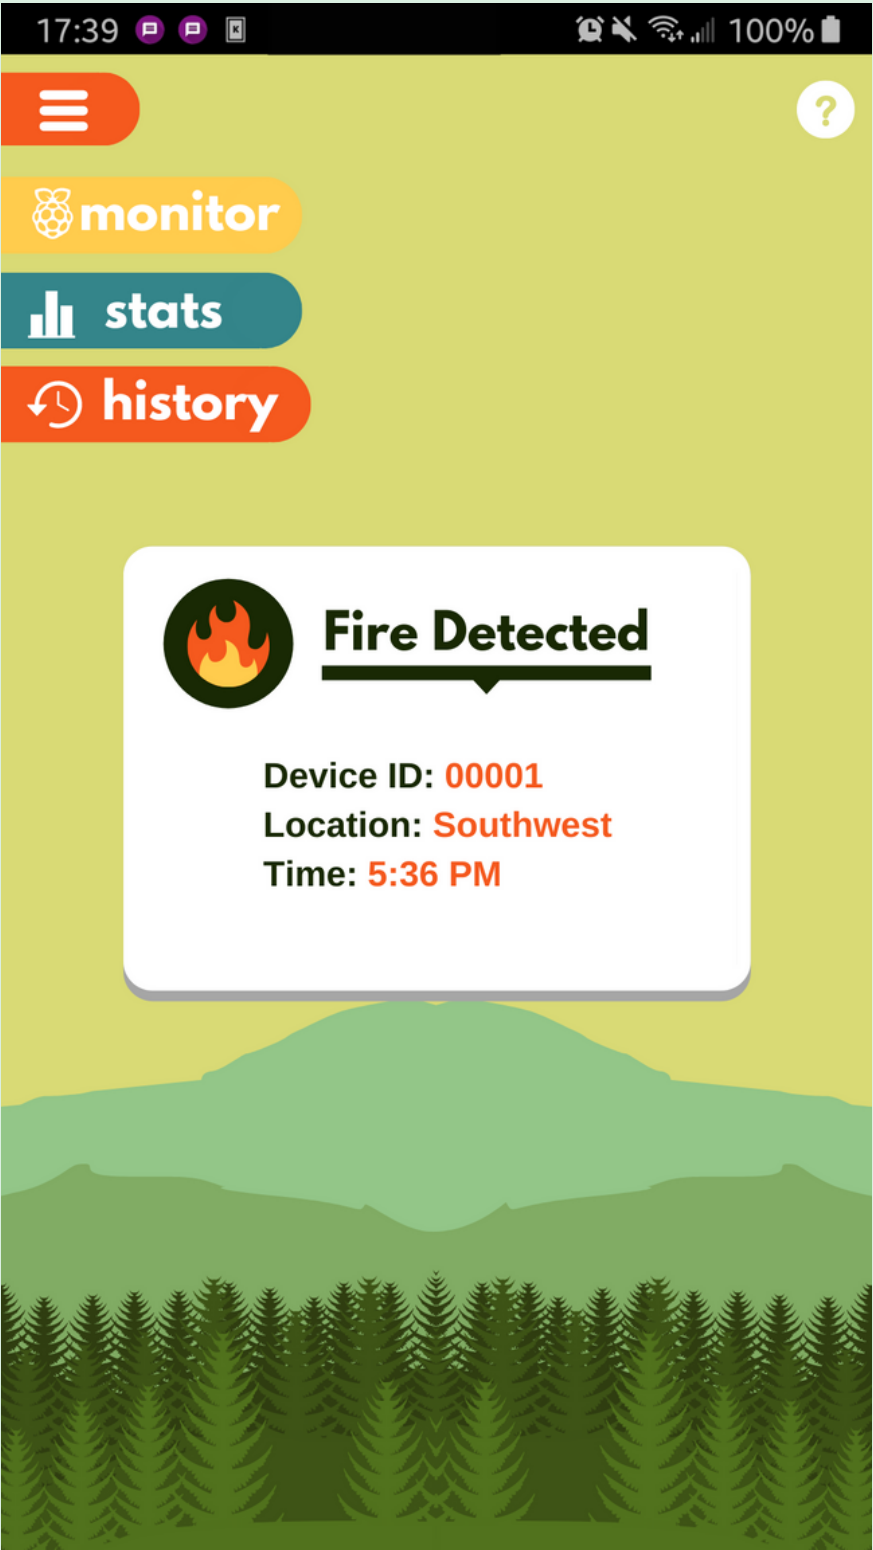 17:39 K 100%
?
monitor
stats
history
Fire Detected
Device ID: 00001
Location: Southwest
Time: 5:36 PM